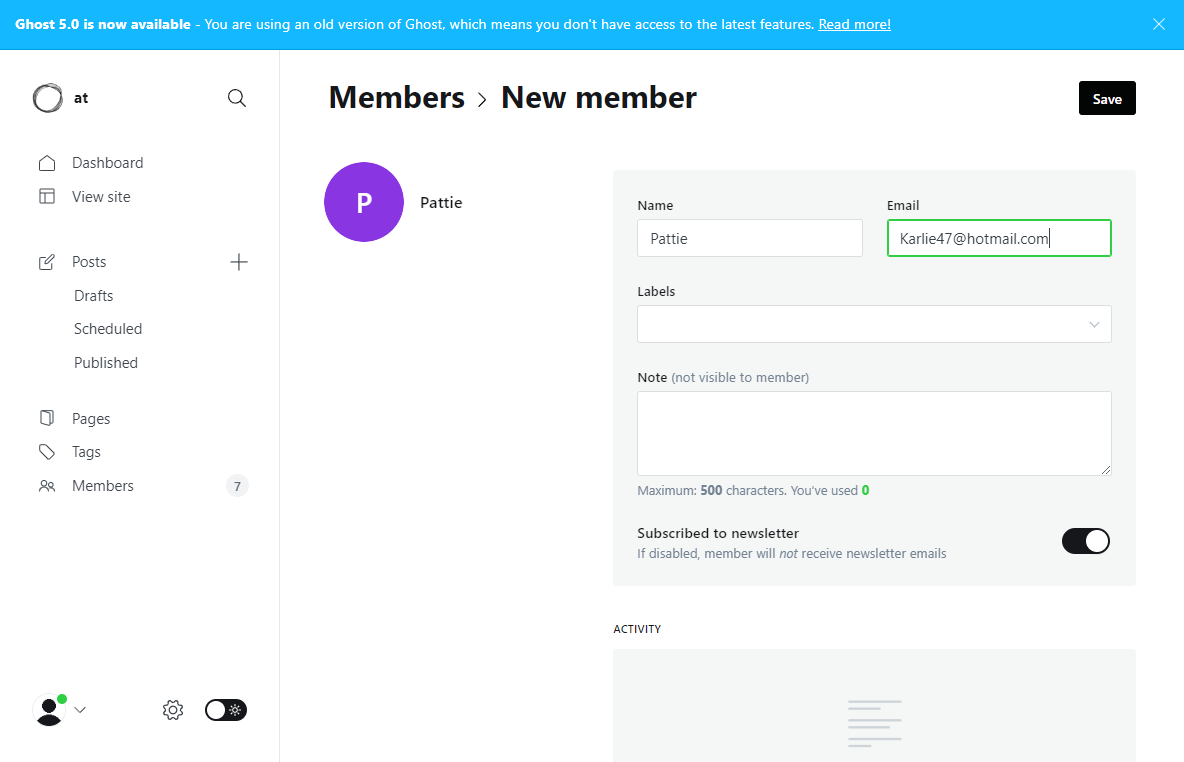 Ghost 5.0 is now available - You are using an old version of Ghost, which means you don't have access to the latest features. Read more!
at
Dashboard
View site
Posts
Drafts
Scheduled
Published
Pages
Tags
Members 7
Members > New member
Save
P Pattie
Name Email
Pattie Karlie47@hotmail.com
Labels
Note (not visible to member)
Maximum: 500 characters. You've used 0
Subscribed to newsletter
If disabled, member will not receive newsletter emails
ACTIVITY